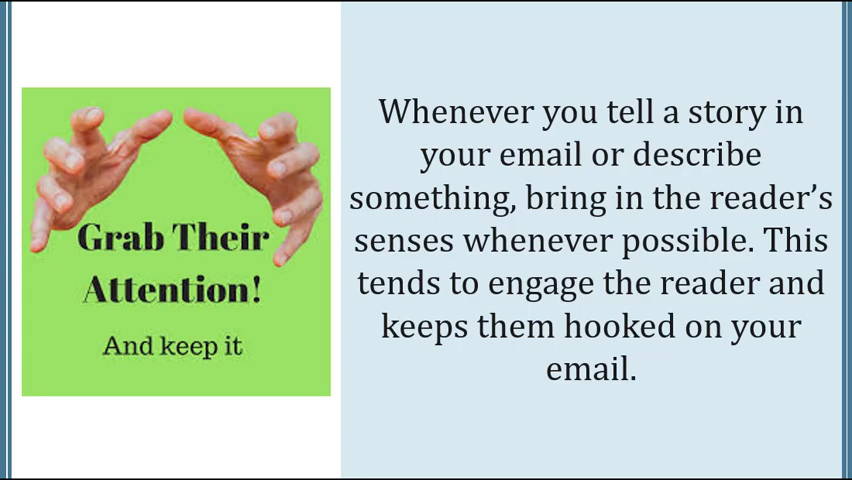 Grab Their
Attention!
And keep it
Whenever you tell a story in
your email or describe
something, bring in the reader’s
senses whenever possible. This
tends to engage the reader and
keeps them hooked on your
email.